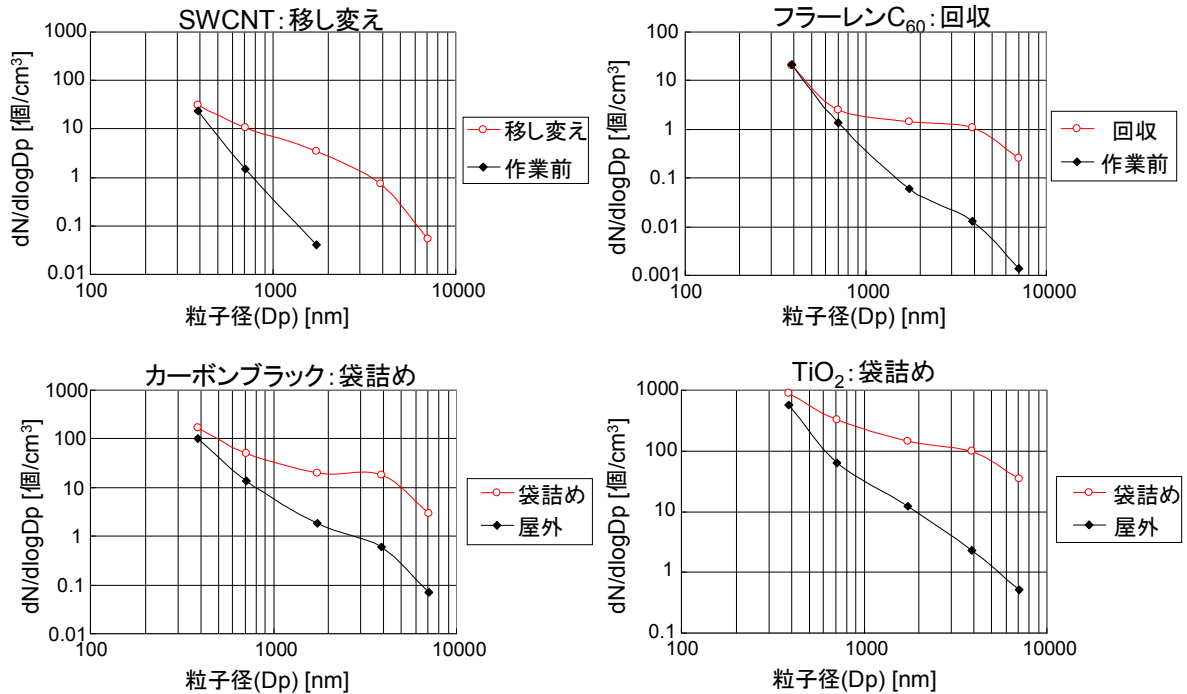 SWCNT:移し変え
1000
100
10
1
0.1
0.01
dN/dlogDp [個/cm³]
100
1000
10000
粒子径(Dp) [nm]
移し変え
作業前
フラーレンC₆₀:回収
100
10
1
0.1
0.01
0.001
dN/dlogDp [個/cm³]
100
1000
10000
粒子径(Dp) [nm]
回収
作業前
カーボンブラック:袋詰め
1000
100
10
1
0.1
0.01
dN/dlogDp [個/cm³]
100
1000
10000
粒子径(Dp) [nm]
袋詰め
屋外
TiO₂:袋詰め
1000
100
10
1
0.1
dN/dlogDp [個/cm³]
100
1000
10000
粒子径(Dp) [nm]
袋詰め
屋外